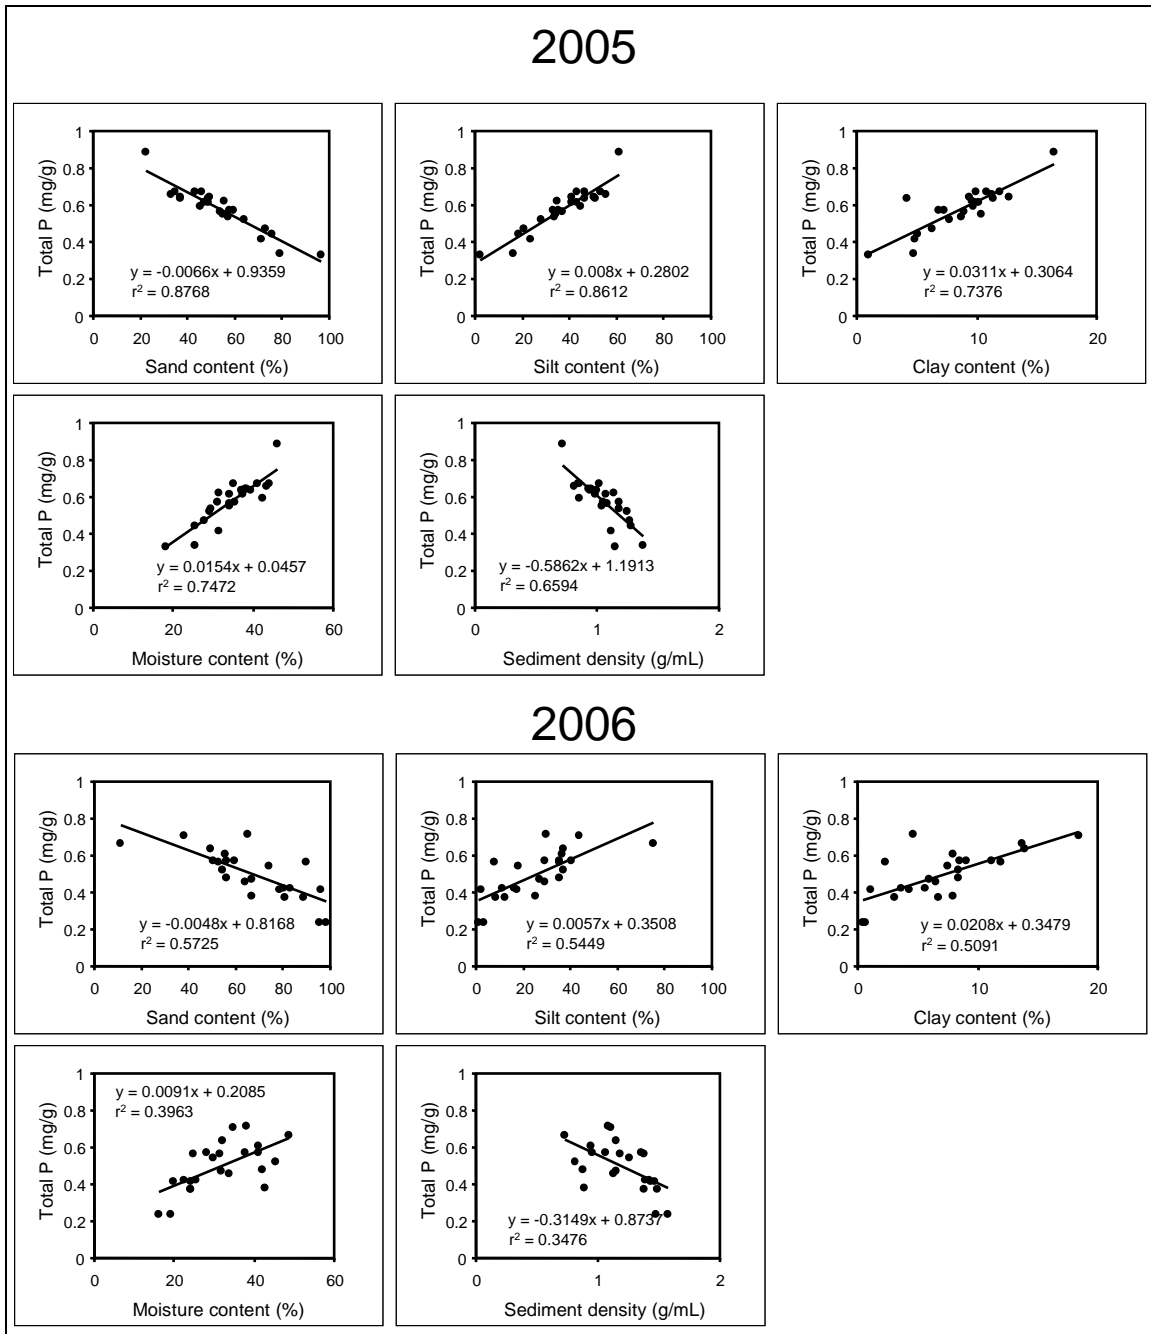 2005
Total P (mg/g)
1
0.8
0.6
0.4
0.2
0
y = -0.0066x + 0.9359
r² = 0.8768
0 20 40 60 80 100
Sand content (%)
Total P (mg/g)
1
0.8
0.6
0.4
0.2
0
y = 0.008x + 0.2802
r² = 0.8612
0 20 40 60 80 100
Silt content (%)
Total P (mg/g)
1
0.8
0.6
0.4
0.2
0
y = 0.0311x + 0.3064
r² = 0.7376
0 10 20
Clay content (%)
Total P (mg/g)
1
0.8
0.6
0.4
0.2
0
y = 0.0154x + 0.0457
r² = 0.7472
0 20 40 60
Moisture content (%)
Total P (mg/g)
1
0.8
0.6
0.4
0.2
0
y = -0.5862x + 1.1913
r² = 0.6594
0 1 2
Sediment density (g/mL)
2006
Total P (mg/g)
1
0.8
0.6
0.4
0.2
0
y = -0.0048x + 0.8168
r² = 0.5725
0 20 40 60 80 100
Sand content (%)
Total P (mg/g)
1
0.8
0.6
0.4
0.2
0
y = 0.0057x + 0.3508
r² = 0.5449
0 20 40 60 80 100
Silt content (%)
Total P (mg/g)
1
0.8
0.6
0.4
0.2
0
y = 0.0208x + 0.3479
r² = 0.5091
0 10 20
Clay content (%)
Total P (mg/g)
1
0.8
0.6
0.4
0.2
0
y = 0.0091x + 0.2085
r² = 0.3963
0 20 40 60
Moisture content (%)
Total P (mg/g)
1
0.8
0.6
0.4
0.2
0
y = -0.3149x + 0.8737
r² = 0.3476
0 1 2
Sediment density (g/mL)